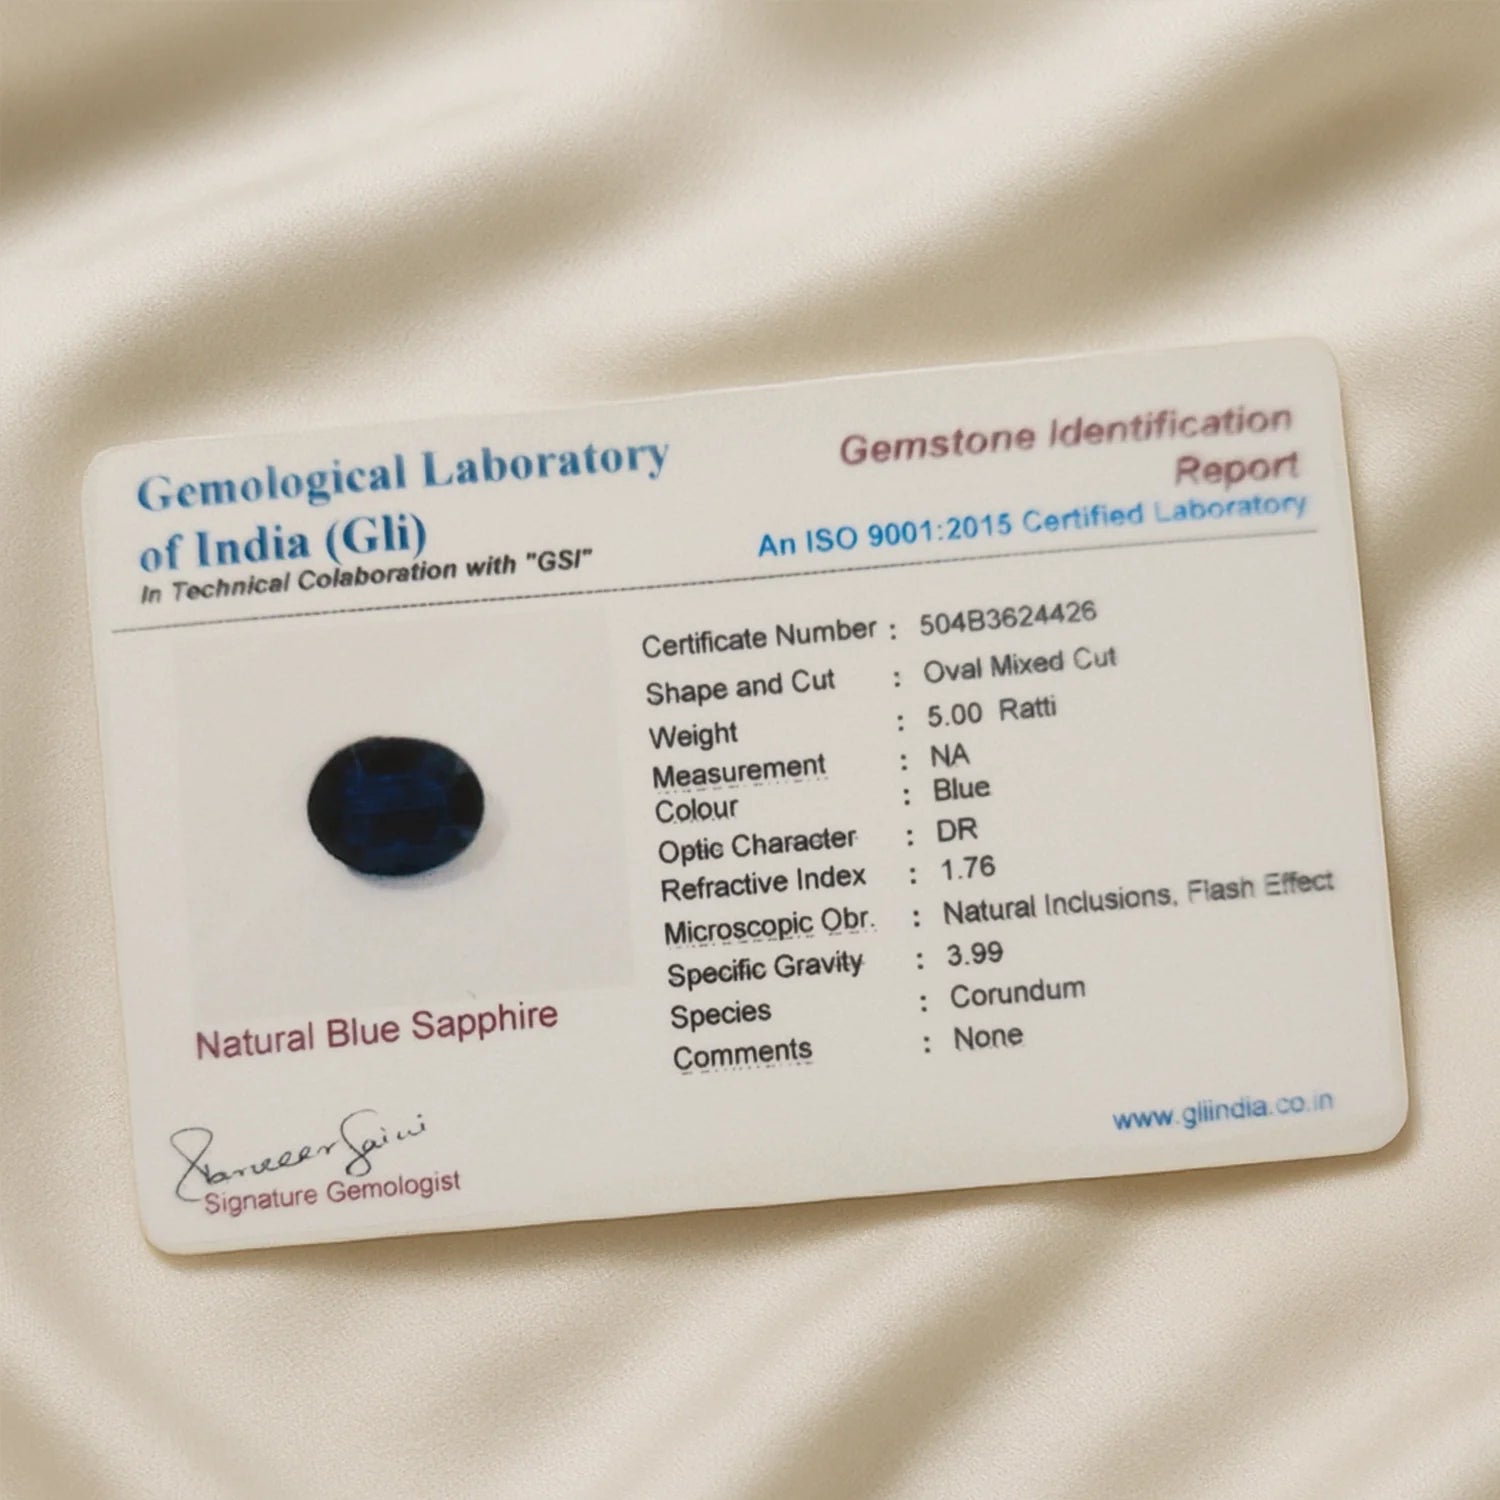 Gemological Laboratory
of India (Gli)
In Technical Colaboration with "GSI"
Gemstone Identification
Report
An ISO 9001:2015 Certified Laboratory
Certificate Number : 504B3624426
Shape and Cut : Oval Mixed Cut
Weight : 5.00 Ratti
Measurement : NA
Colour : Blue
Optic Character : DR
Refractive Index : 1.76
Microscopic Obr. : Natural Inclusions, Flash Effect
Specific Gravity : 3.99
Species : Corundum
Comments : None
Natural Blue Sapphire
Signature Gemologist
www.gliindia.co.in